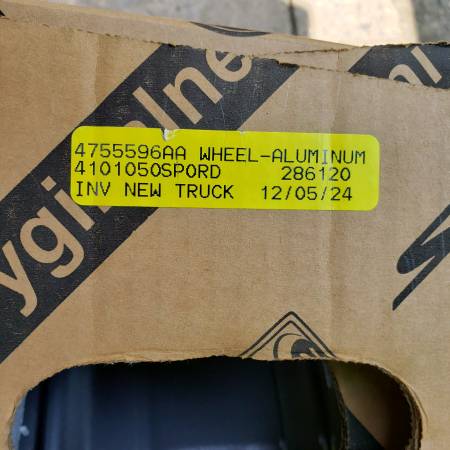 4755596AA WHEEL-ALUMINUM
4101050SPORD 286120
INV NEW TRUCK 12/05/24